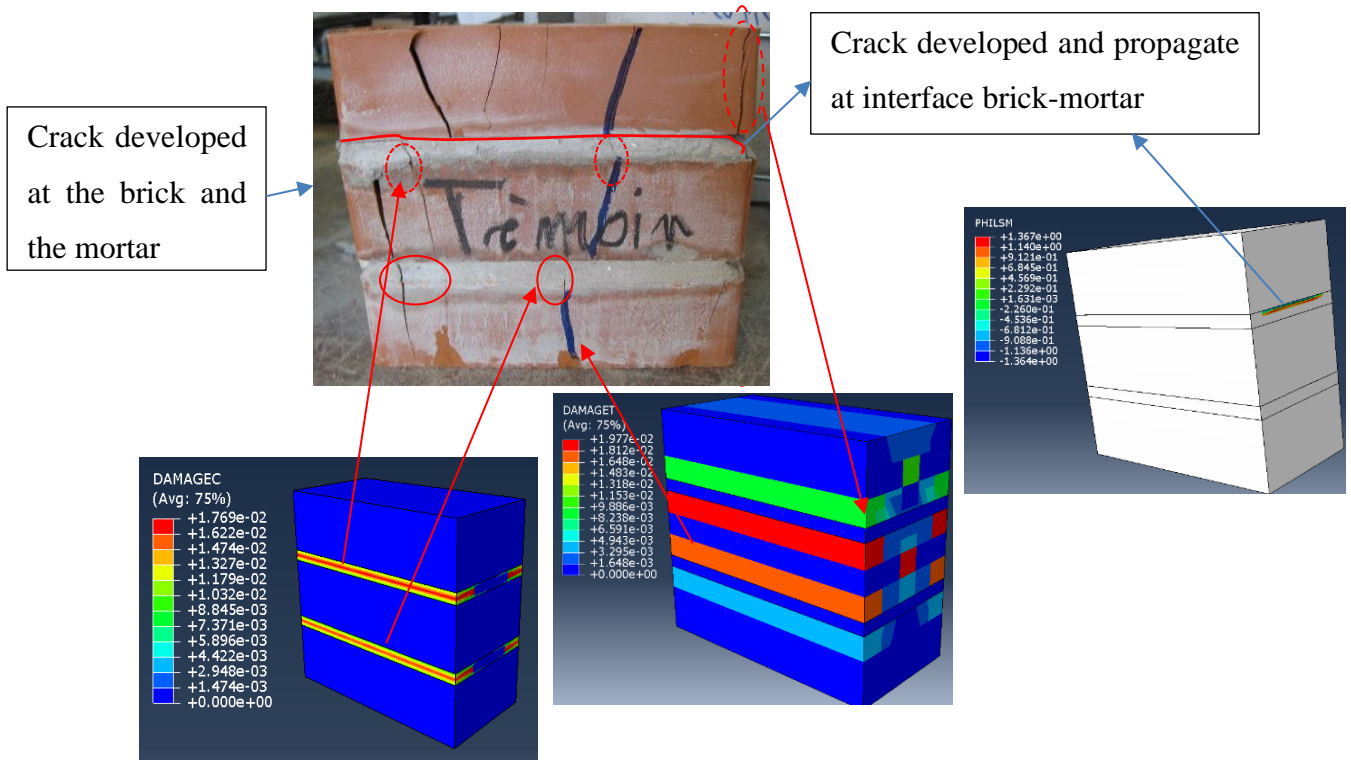 Crack developed
at the brick and
the mortar
Crack developed and propagate
at interface brick-mortar
Tèmoin
PHILSM
+1.367e+00
+1.140e+00
+9.121e-01
+6.845e-01
+4.569e-01
+2.292e-01
+1.631e-03
-2.260e-01
-4.536e-01
-6.812e-01
-9.088e-01
-1.136e+00
-1.364e+00
DAMAGET
(Avg: 75%)
+1.977e-02
+1.812e-02
+1.648e-02
+1.483e-02
+1.318e-02
+1.153e-02
+9.886e-03
+8.238e-03
+6.591e-03
+4.943e-03
+3.295e-03
+1.648e-03
+0.000e+00
DAMAGEC
(Avg: 75%)
+1.769e-02
+1.622e-02
+1.474e-02
+1.327e-02
+1.179e-02
+1.032e-02
+8.845e-03
+7.371e-03
+5.896e-03
+4.422e-03
+2.948e-03
+1.474e-03
+0.000e+00